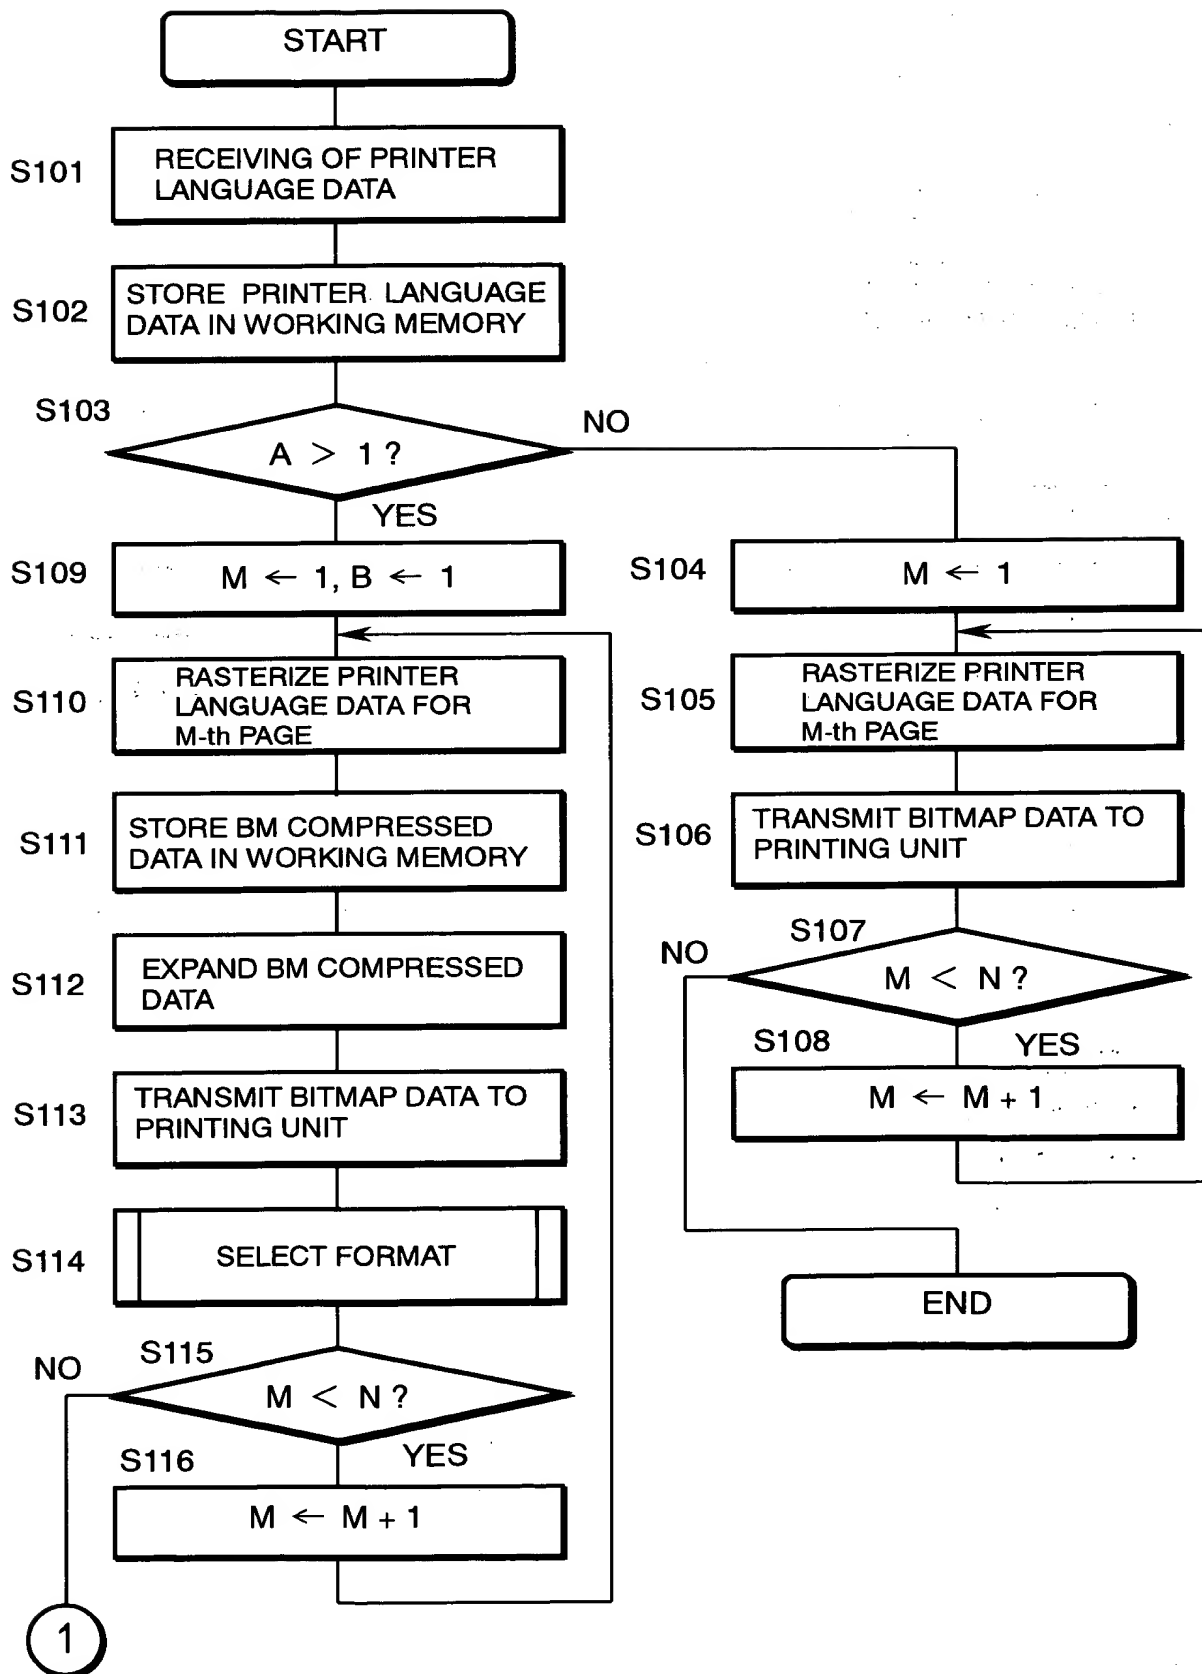 START
S101
RECEIVING OF PRINTER
LANGUAGE DATA
S102
STORE PRINTER LANGUAGE
DATA IN WORKING MEMORY
S103
A > 1 ?
NO
YES
S109
M ← 1, B ← 1
S110
RASTERIZE PRINTER
LANGUAGE DATA FOR
M-th PAGE
S111
STORE BM COMPRESSED
DATA IN WORKING MEMORY
S112
EXPAND BM COMPRESSED
DATA
S113
TRANSMIT BITMAP DATA TO
PRINTING UNIT
S114
SELECT FORMAT
S115
NO
M < N ?
YES
S116
M ← M + 1
1
S104
M ← 1
S105
RASTERIZE PRINTER
LANGUAGE DATA FOR
M-th PAGE
S106
TRANSMIT BITMAP DATA TO
PRINTING UNIT
S107
NO
M < N ?
S108
YES
M ← M + 1
END